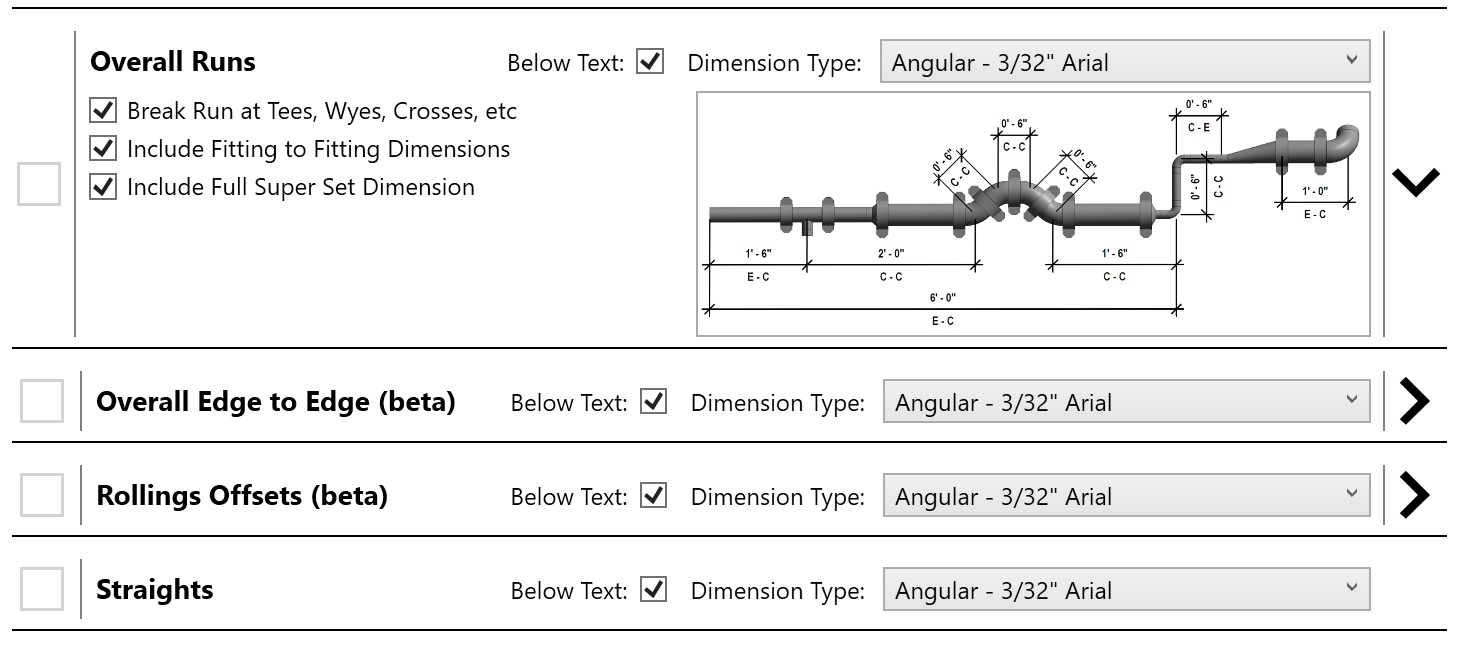 Overall Runs Below Text: Dimension Type: Angular - 3/32" Arial
Break Run at Tees, Wyes, Crosses, etc
Include Fitting to Fitting Dimensions
Include Full Super Set Dimension
0' - 6"
C - E
0' - 6"
C - C
0' - 6"
C - C
0' - 6"
C - C
0' - 6"
C - C
1' - 0"
E - C
1' - 6"
E - C
2' - 0"
C - C
1' - 6"
C - C
6' - 0"
E - C
Overall Edge to Edge (beta) Below Text: Dimension Type: Angular - 3/32" Arial
Rollings Offsets (beta) Below Text: Dimension Type: Angular - 3/32" Arial
Straights Below Text: Dimension Type: Angular - 3/32" Arial